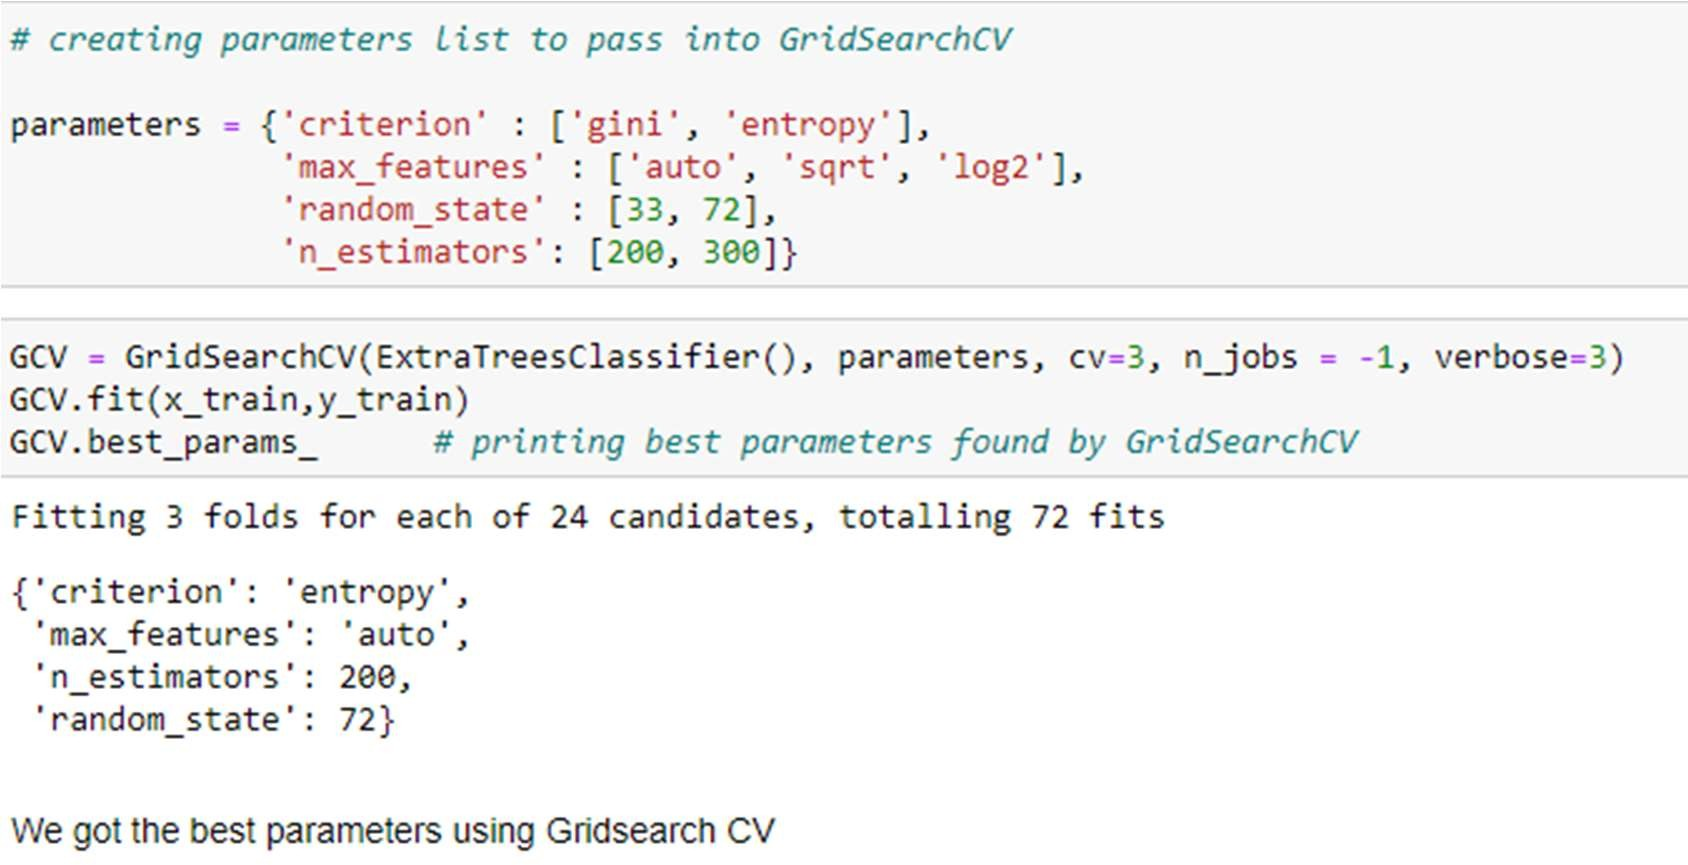 # creating parameters list to pass into GridSearchCV
parameters = {'criterion' : ['gini', 'entropy'],
'max_features' : ['auto', 'sqrt', 'log2'],
'random_state' : [33, 72],
'n_estimators': [200, 300]}
GCV = GridSearchCV(ExtraTreesClassifier(), parameters, cv=3, n_jobs = -1, verbose=3)
GCV.fit(x_train,y_train)
GCV.best_params_      # printing best parameters found by GridSearchCV
Fitting 3 folds for each of 24 candidates, totalling 72 fits
{'criterion': 'entropy',
'max_features': 'auto',
'n_estimators': 200,
'random_state': 72}
We got the best parameters using Gridsearch CV